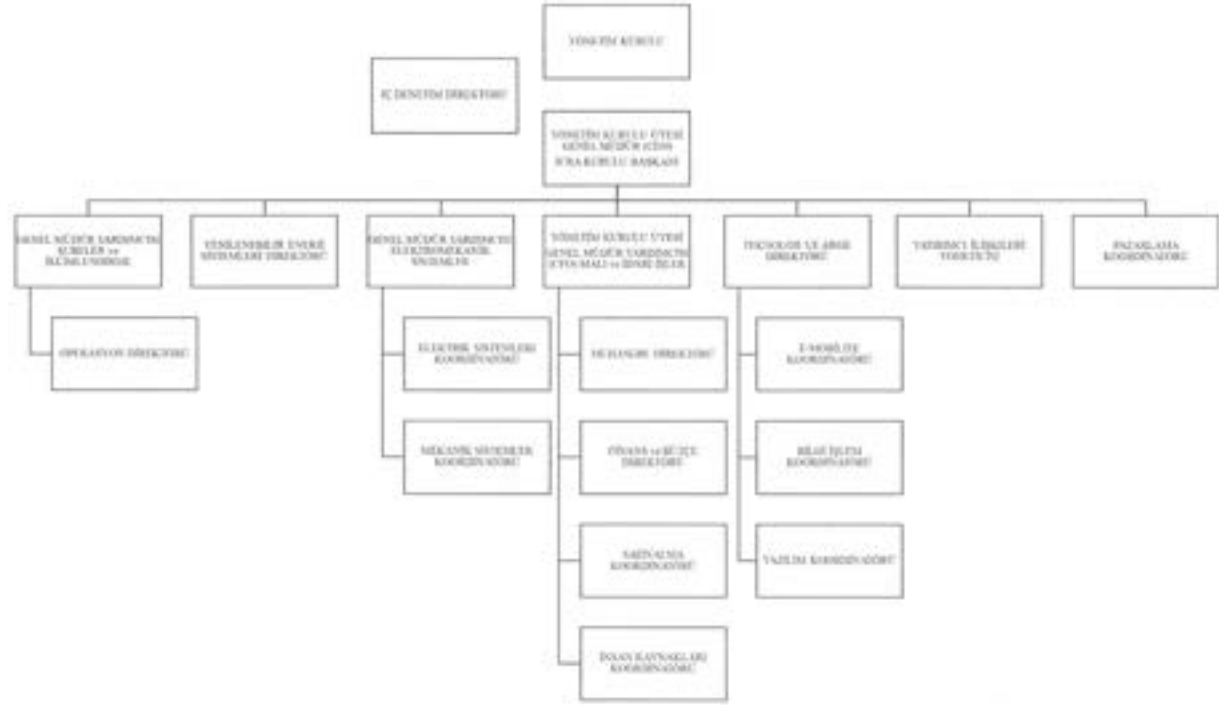 YÖNETİM KURULU
İÇ DENETİM DİREKTÖRÜ
YÖNETİM KURULU ÜYESİ
GENEL MÜDÜR (CEO)
İCRA KURULU BAŞKANI
GENEL MÜDÜR YARDIMCISI
ŞUBELER ve
İKLİMLENDİRME
YENİLENEBİLİR ENERJİ
SİSTEMLERİ DİREKTÖRÜ
GENEL MÜDÜR YARDIMCISI
ELEKTROMEKANİK
SİSTEMLER
YÖNETİM KURULU ÜYESİ
GENEL MÜDÜR YARDIMCISI
(CFO) MALİ ve İDARİ İŞLER
TEKNOLOJİ VE ARGE
DİREKTÖRÜ
YATIRIMCI İLİŞKİLERİ
YÖNETİCİSİ
PAZARLAMA
KOORDİNATÖRÜ
OPERASYON DİREKTÖRÜ
ELEKTRİK SİSTEMLERİ
KOORDİNATÖRÜ
MUHASEBE DİREKTÖRÜ
E-MOBİLİTE
KOORDİNATÖRÜ
MEKANİK SİSTEMLER
KOORDİNATÖRÜ
FİNANS ve BÜTÇE
DİREKTÖRÜ
BİLGİ İŞLEM
KOORDİNATÖRÜ
SATINALMA
KOORDİNATÖRÜ
YAZILIM KOORDİNATÖRÜ
İNSAN KAYNAKLARI
KOORDİNATÖRÜ